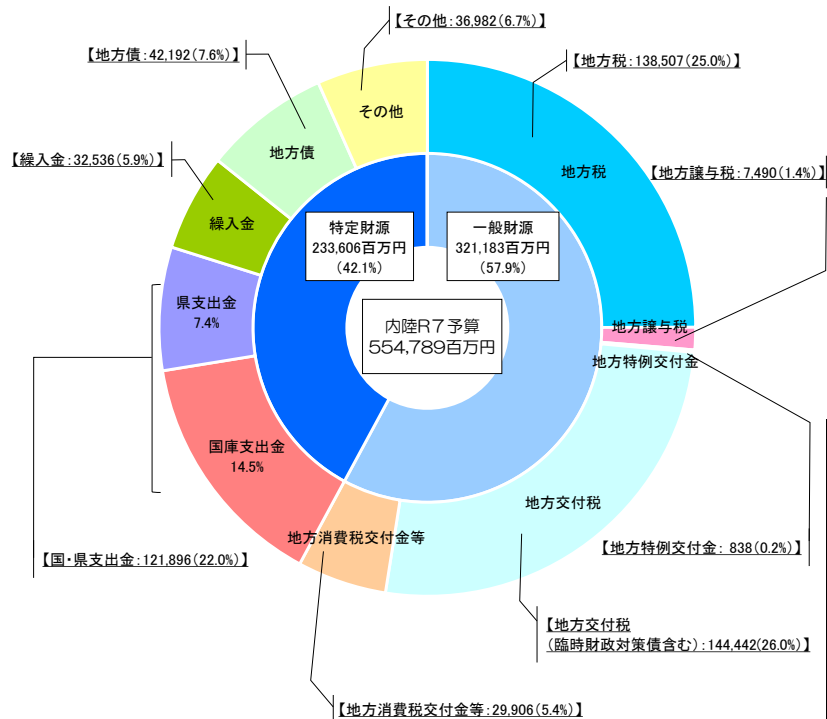 【その他：36,982(6.7%)】
【地方債：42,192(7.6%)】
【地方税：138,507(25.0%)】
その他
地方債
地方税
【繰入金：32,536(5.9%)】
【地方譲与税：7,490(1.4%)】
繰入金
特定財源
233,606百万円
(42.1%)
一般財源
321,183百万円
(57.9%)
県支出金
7.4%
内陸R７予算
554,789百万円
地方譲与税
地方特例交付金
国庫支出金
14.5%
地方交付税
地方消費税交付金等
【地方特例交付金： 838(0.2%)】
【国・県支出金：121,896(22.0%)】
【地方交付税
(臨時財政対策債含む)：144,442(26.0%)】
【地方消費税交付金等：29,906(5.4%)】